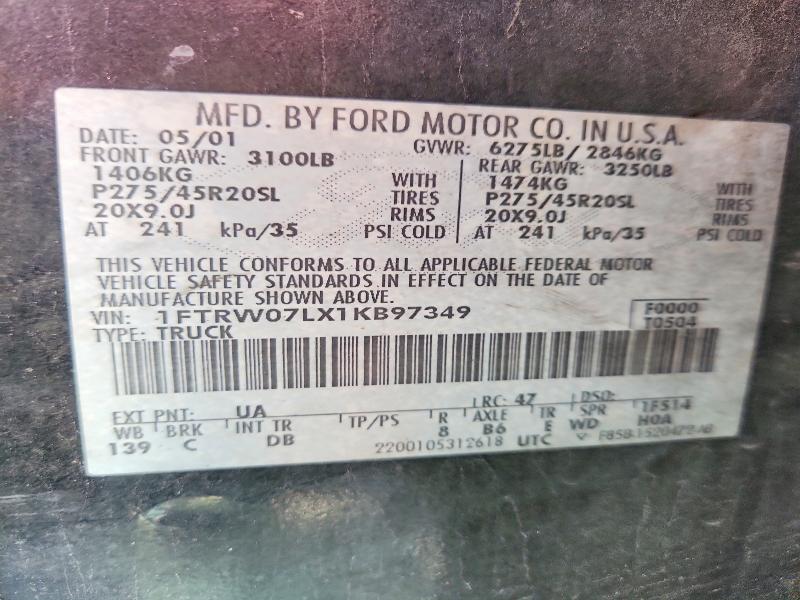 MFD. BY FORD MOTOR CO. IN U.S.A.
DATE: 05/01 GVWR: 6275LB/ 2846KG
FRONT GAWR: 3100LB REAR GAWR: 3250LB
1406KG WITH 1474KG WITH
P275/45R20SL TIRES P275/45R20SL TIRES
20X9.0J RIMS 20X9.0J RIMS
AT 241 kPa/35 PSI COLD AT 241 kPa/35 PSI COLD
THIS VEHICLE CONFORMS TO ALL APPLICABLE FEDERAL MOTOR
VEHICLE SAFETY STANDARDS IN EFFECT ON THE DATE OF
MANUFACTURE SHOWN ABOVE.
VIN: 1FTRW07LX1KB97349 F0000
TYPE: TRUCK T0504
EXT PNT: UA LRC: 47 DSO: 1F514
WB BRK INT TR TP/PS R AXLE TR SPR H0A
139 C DB 8 B6 E WD
2200105312618 UTC